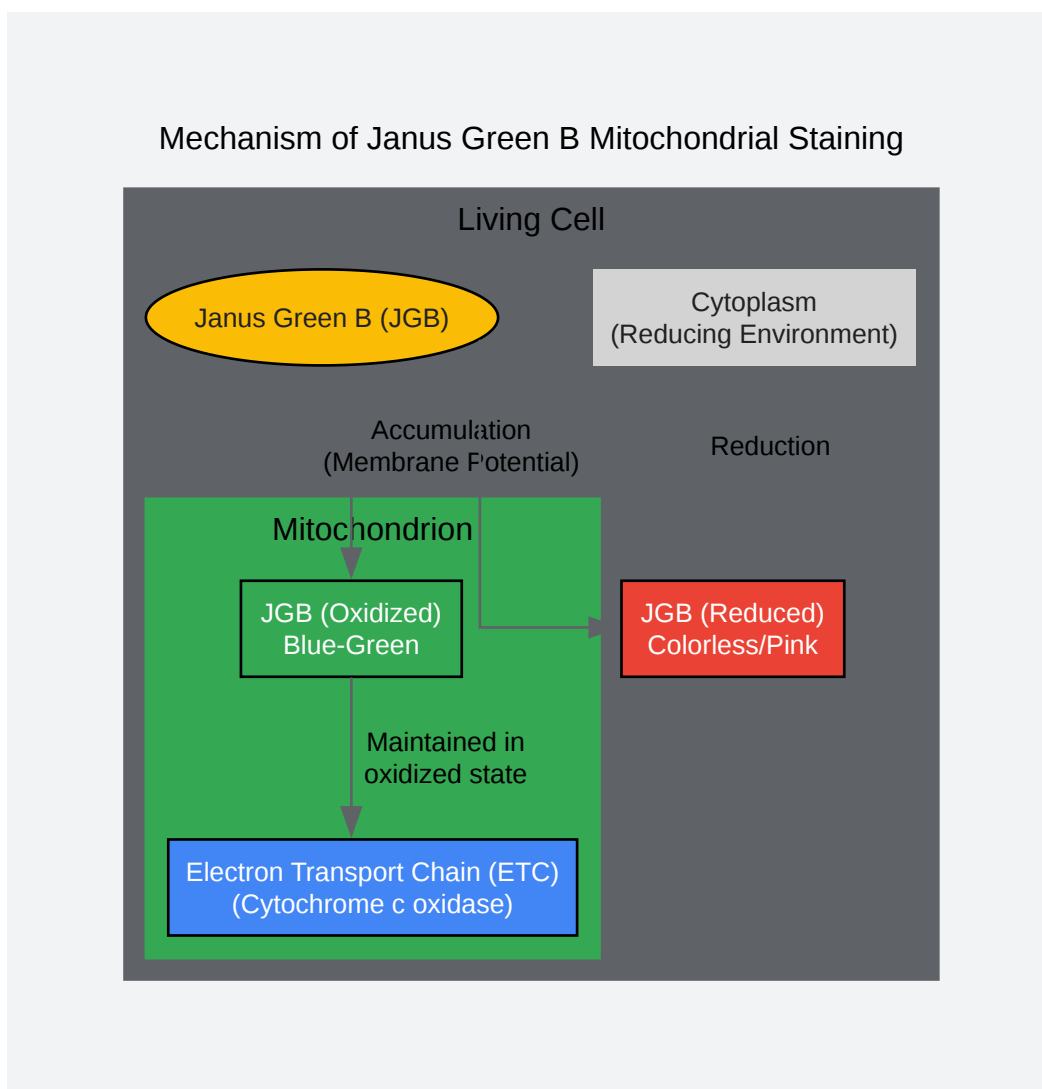 Mechanism of Janus Green B Mitochondrial Staining
Living Cell
Janus Green B (JGB)
Cytoplasm
(Reducing Environment)
Accumulation
(Membrane Potential)
Reduction
Mitochondrion
JGB (Oxidized)
Blue-Green
JGB (Reduced)
Colorless/Pink
Maintained in
oxidized state
Electron Transport Chain (ETC)
(Cytochrome c oxidase)